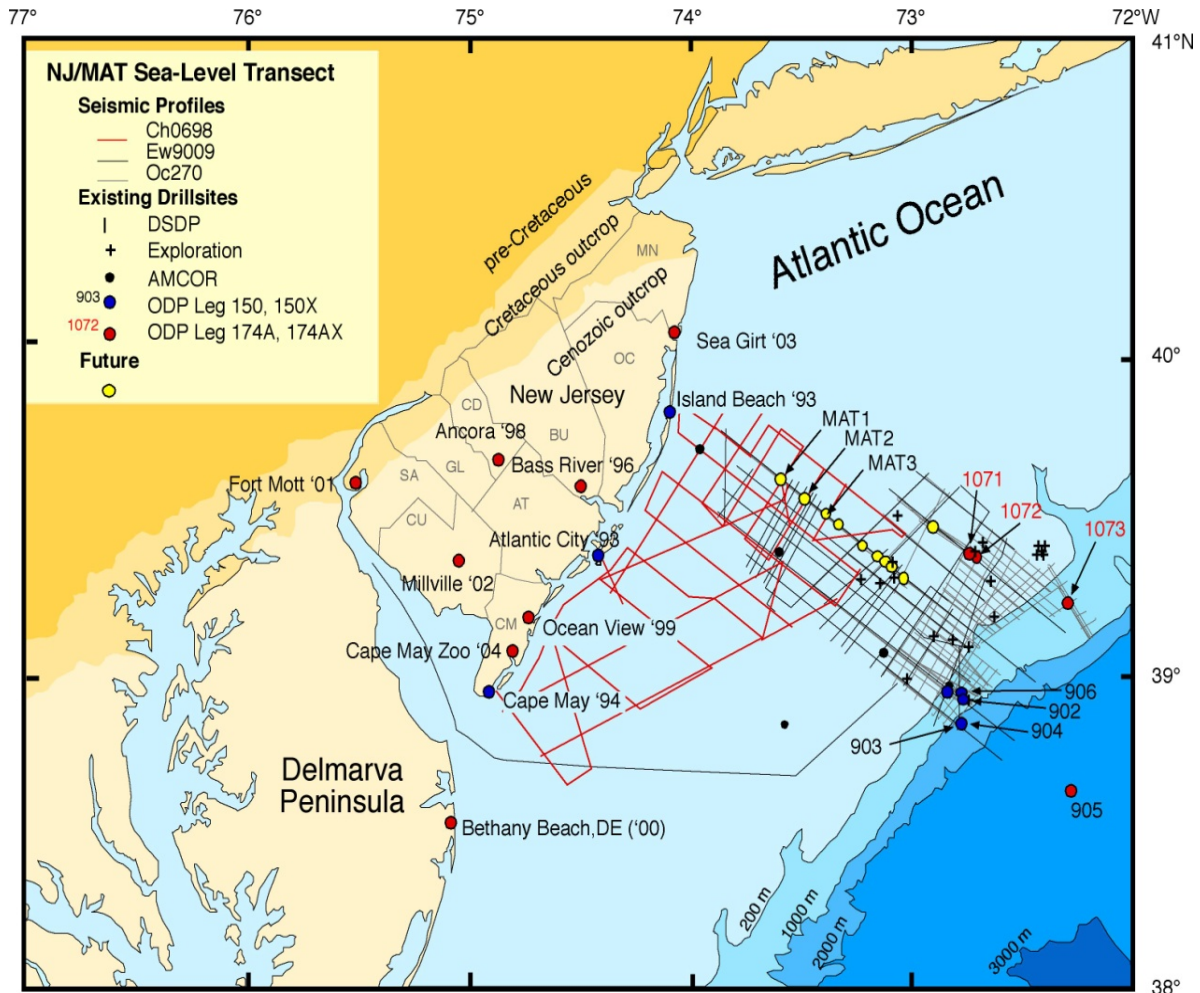 77°
76°
75°
74°
73°
72°W
41°N
NJ/MAT Sea-Level Transect
Seismic Profiles
Ch0698
Ew9009
Oc270
Existing Drillsites
DSDP
Exploration
AMCOR
903
ODP Leg 150, 150X
1072
ODP Leg 174A, 174AX
Future
pre-Cretaceous
Cretaceous outcrop
Cenozoic outcrop
Atlantic Ocean
MN
OC
Sea Girt ‘03
40°
New Jersey
Island Beach ‘93
CD
Ancora ‘98
BU
MAT1
MAT2
MAT3
SA
GL
Bass River ‘96
Fort Mott ‘01
AT
CU
1071
1072
1073
Atlantic City ‘93
Millville ‘02
CM
Ocean View ‘99
Cape May Zoo ‘04
39°
Cape May ‘94
906
902
903
904
Delmarva
Peninsula
905
Bethany Beach,DE (‘00)
200 m
1000 m
2000 m
3000 m
38°